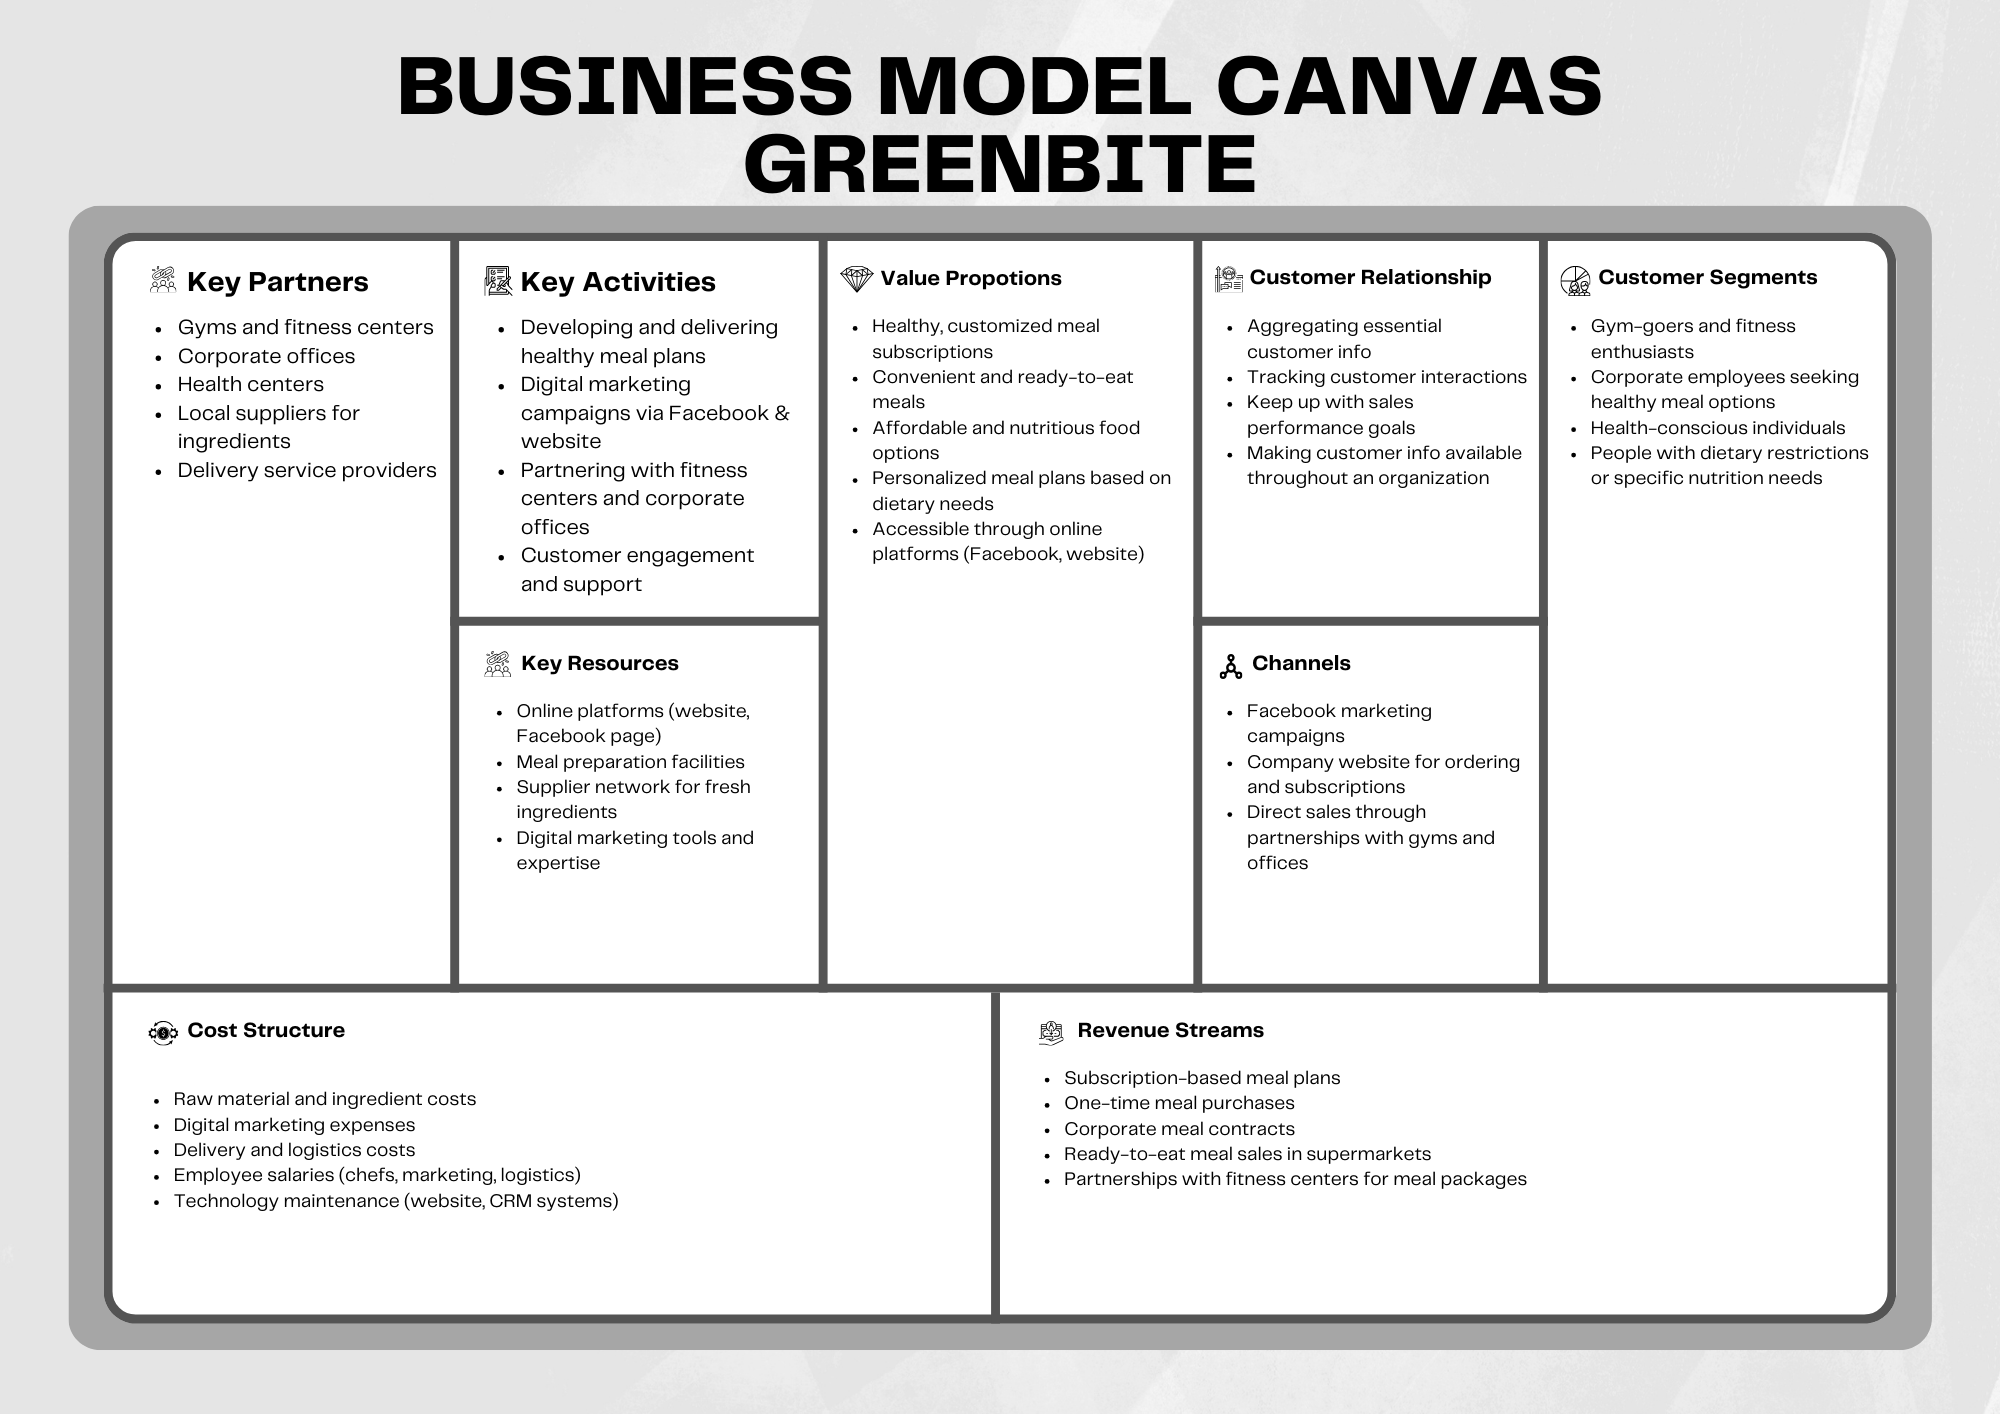 BUSINESS MODEL CANVAS
GREENBITE
Key Partners
• Gyms and fitness centers
• Corporate offices
• Health centers
• Local suppliers for
ingredients
• Delivery service providers
Key Activities
• Developing and delivering
healthy meal plans
• Digital marketing
campaigns via Facebook &
website
• Partnering with fitness
centers and corporate
offices
• Customer engagement
and support
Key Resources
• Online platforms (website,
Facebook page)
• Meal preparation facilities
• Supplier network for fresh
ingredients
• Digital marketing tools and
expertise
Value Propotions
• Healthy, customized meal
subscriptions
• Convenient and ready-to-eat
meals
• Affordable and nutritious food
options
• Personalized meal plans based on
dietary needs
• Accessible through online
platforms (Facebook, website)
Customer Relationship
• Aggregating essential
customer info
• Tracking customer interactions
• Keep up with sales
performance goals
• Making customer info available
throughout an organization
Channels
• Facebook marketing
campaigns
• Company website for ordering
and subscriptions
• Direct sales through
partnerships with gyms and
offices
Customer Segments
• Gym-goers and fitness
enthusiasts
• Corporate employees seeking
healthy meal options
• Health-conscious individuals
• People with dietary restrictions
or specific nutrition needs
Cost Structure
• Raw material and ingredient costs
• Digital marketing expenses
• Delivery and logistics costs
• Employee salaries (chefs, marketing, logistics)
• Technology maintenance (website, CRM systems)
Revenue Streams
• Subscription-based meal plans
• One-time meal purchases
• Corporate meal contracts
• Ready-to-eat meal sales in supermarkets
• Partnerships with fitness centers for meal packages